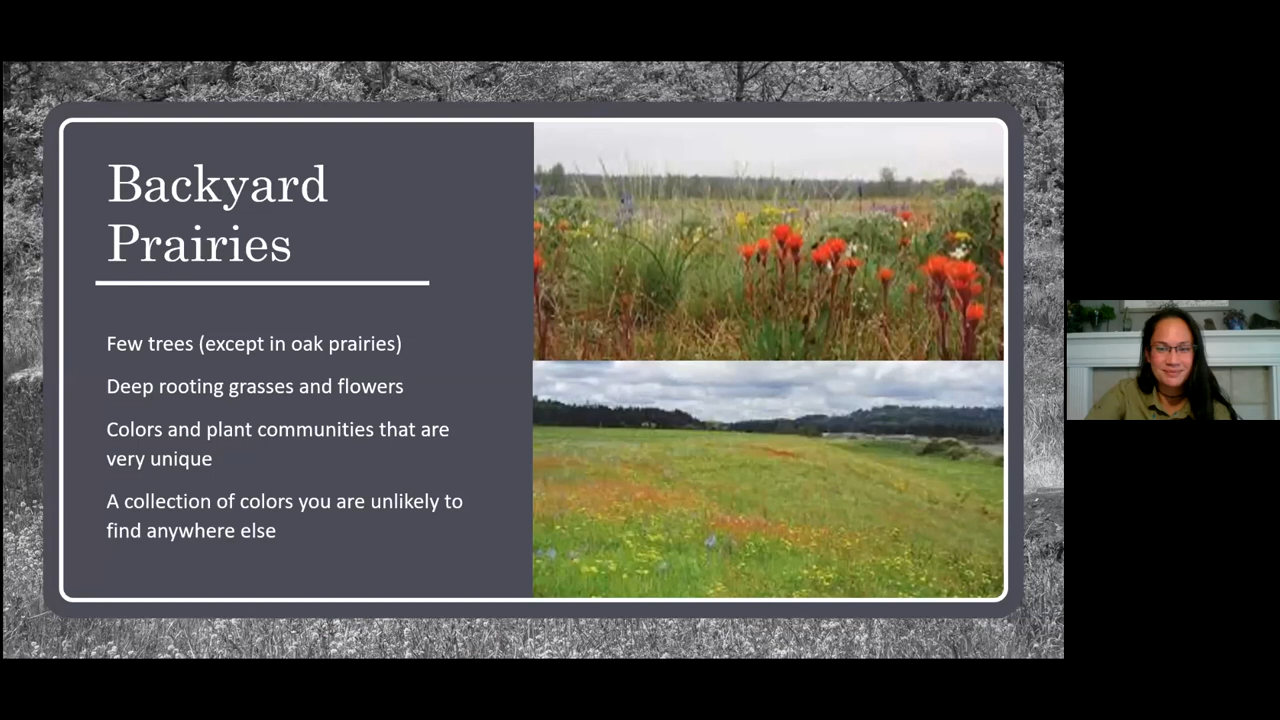 Backyard
Prairies
Few trees (except in oak prairies)
Deep rooting grasses and flowers
Colors and plant communities that are
very unique
A collection of colors you are unlikely to
find anywhere else